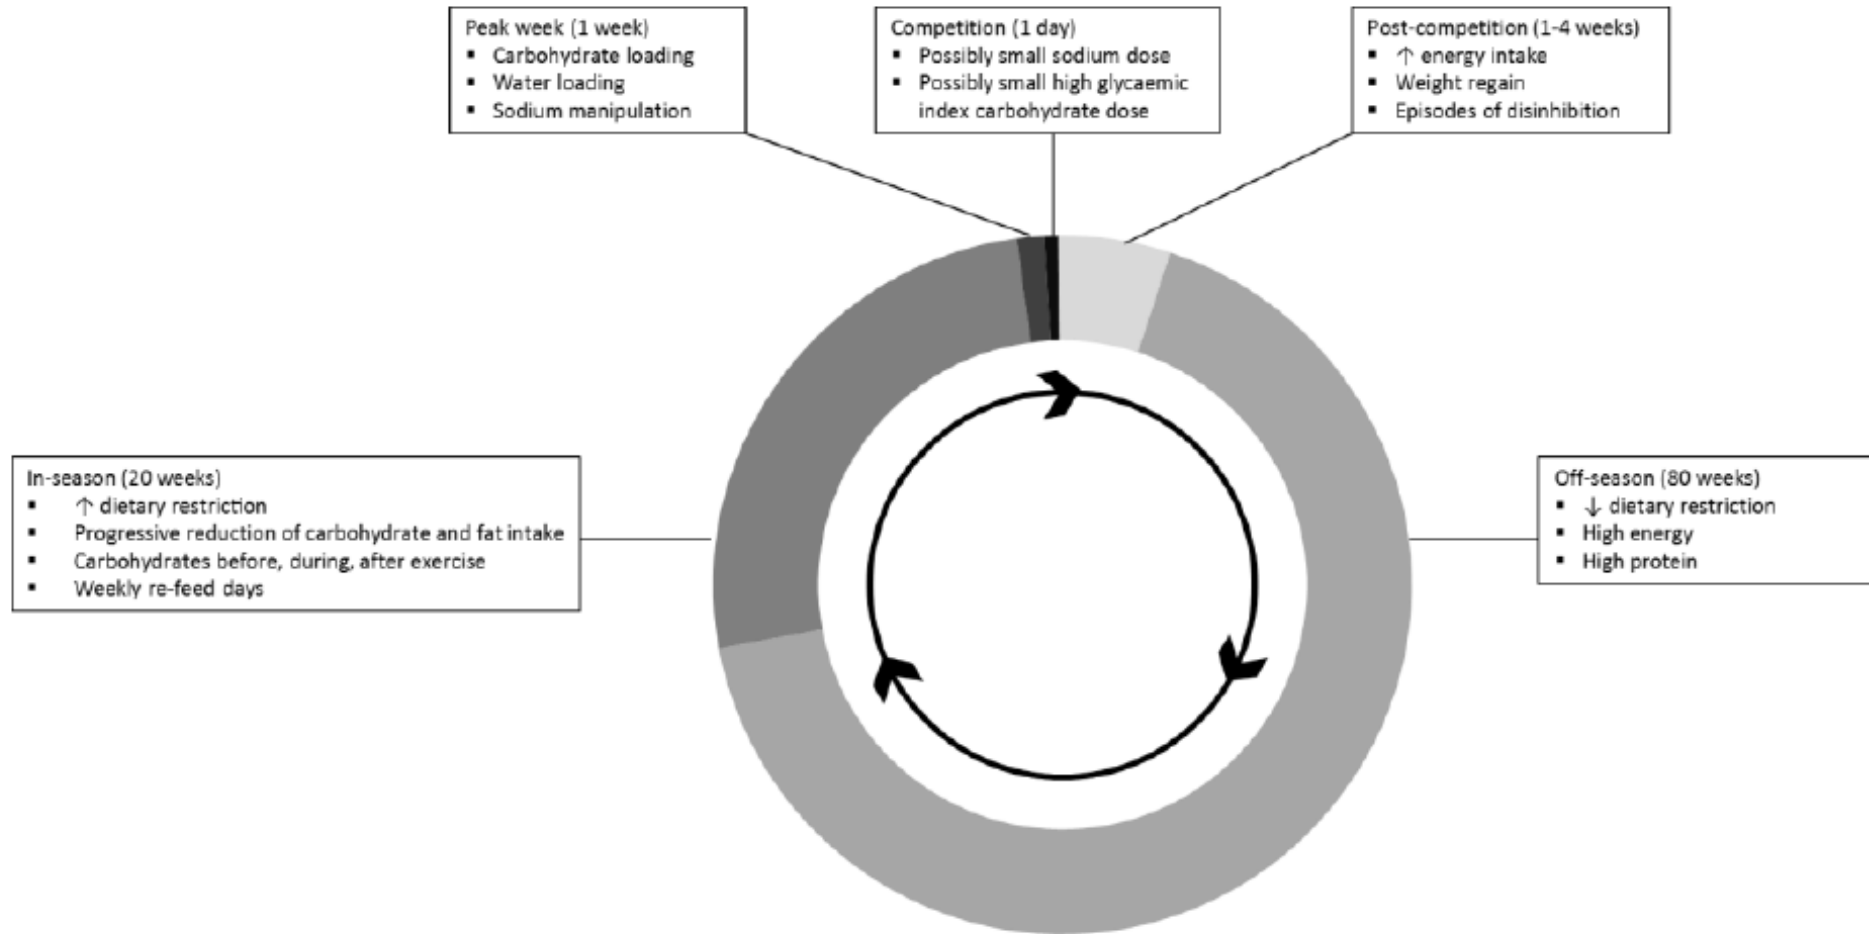 Peak week (1 week)
▪ Carbohydrate loading
▪ Water loading
▪ Sodium manipulation
Competition (1 day)
▪ Possibly small sodium dose
▪ Possibly small high glycaemic
index carbohydrate dose
Post-competition (1-4 weeks)
▪ ↑ energy intake
▪ Weight regain
▪ Episodes of disinhibition
In-season (20 weeks)
▪ ↑ dietary restriction
▪ Progressive reduction of carbohydrate and fat intake
▪ Carbohydrates before, during, after exercise
▪ Weekly re-feed days
Off-season (80 weeks)
▪ ↓ dietary restriction
▪ High energy
▪ High protein